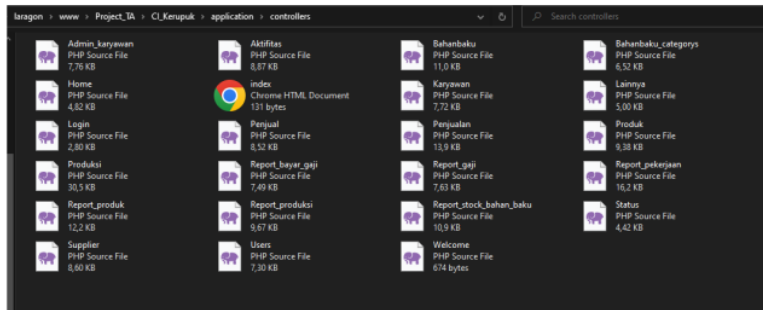 laragon > www > Project_TA > CI_Kerupuk > application > controllers
Search controllers
Admin_karyawan
PHP Source File
7,76 KB
Aktifitas
PHP Source File
8,87 KB
Bahanbaku
PHP Source File
11,0 KB
Bahanbaku_categorys
PHP Source File
6,52 KB
Home
PHP Source File
4,82 KB
index
Chrome HTML Document
131 bytes
Karyawan
PHP Source File
7,72 KB
Lainnya
PHP Source File
5,00 KB
Login
PHP Source File
2,80 KB
Penjual
PHP Source File
8,52 KB
Penjualan
PHP Source File
13,9 KB
Produk
PHP Source File
9,38 KB
Produksi
PHP Source File
30,5 KB
Report_bayar_gaji
PHP Source File
7,49 KB
Report_gaji
PHP Source File
7,63 KB
Report_pekerjaan
PHP Source File
16,2 KB
Report_produk
PHP Source File
12,2 KB
Report_produksi
PHP Source File
9,67 KB
Report_stock_bahan_baku
PHP Source File
10,9 KB
Status
PHP Source File
4,42 KB
Supplier
PHP Source File
8,60 KB
Users
PHP Source File
7,30 KB
Welcome
PHP Source File
674 bytes